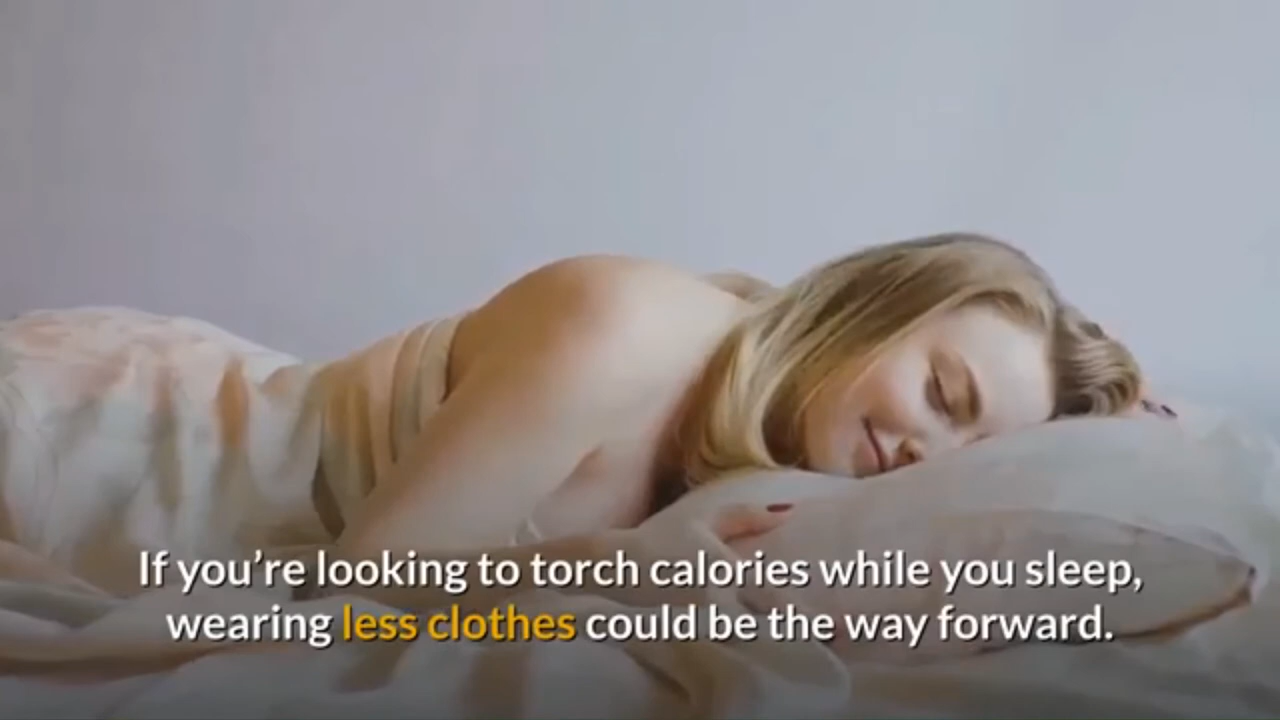 If you’re looking to torch calories while you sleep,
wearing less clothes could be the way forward.